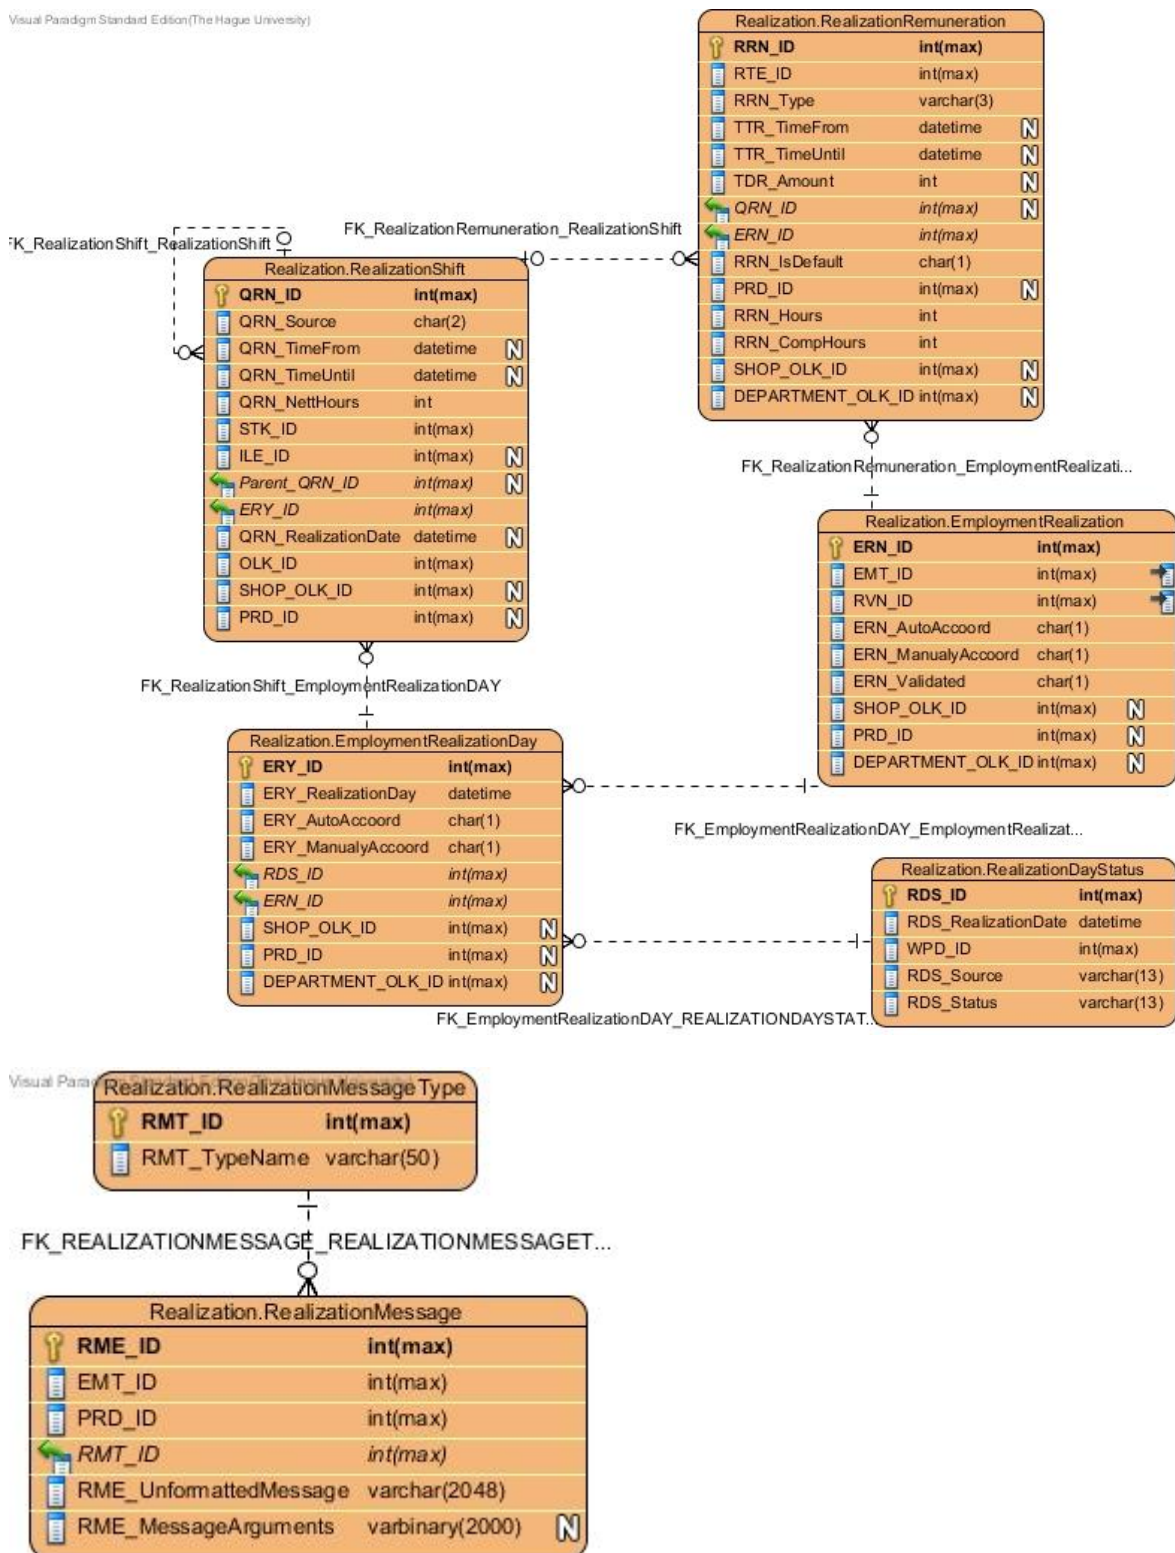 Visual Paradigm Standard Edition(The Hague University)
Realization.RealizationRemuneration
RRN_ID int(max)
RTE_ID int(max)
RRN_Type varchar(3)
TTR_TimeFrom datetime N
TTR_TimeUntil datetime N
TDR_Amount int N
QRN_ID int(max) N
ERN_ID int(max)
RRN_IsDefault char(1)
PRD_ID int(max) N
RRN_Hours int
RRN_CompHours int
SHOP_OLK_ID int(max) N
DEPARTMENT_OLK_ID int(max) N
FK_RealizationRemuneration_RealizationShift
FK_RealizationShift_RealizationShift
Realization.RealizationShift
QRN_ID int(max)
QRN_Source char(2)
QRN_TimeFrom datetime N
QRN_TimeUntil datetime N
QRN_NettHours int
STK_ID int(max)
ILE_ID int(max) N
Parent_QRN_ID int(max) N
ERY_ID int(max)
QRN_RealizationDate datetime N
OLK_ID int(max)
SHOP_OLK_ID int(max) N
PRD_ID int(max) N
FK_RealizationRemuneration_EmploymentRealizati...
Realization.EmploymentRealization
ERN_ID int(max)
EMT_ID int(max)
RVN_ID int(max)
ERN_AutoAccoord char(1)
ERN_ManualyAccoord char(1)
ERN_Validated char(1)
SHOP_OLK_ID int(max) N
PRD_ID int(max) N
DEPARTMENT_OLK_ID int(max) N
FK_RealizationShift_EmploymentRealizationDAY
Realization.EmploymentRealizationDay
ERY_ID int(max)
ERY_RealizationDay datetime
ERY_AutoAccoord char(1)
ERY_ManualyAccoord char(1)
RDS_ID int(max)
ERN_ID int(max)
SHOP_OLK_ID int(max) N
PRD_ID int(max) N
DEPARTMENT_OLK_ID int(max) N
FK_EmploymentRealizationDAY_EmploymentRealizat...
Realization.RealizationDayStatus
RDS_ID int(max)
RDS_RealizationDate datetime
WPD_ID int(max)
RDS_Source varchar(13)
RDS_Status varchar(13)
FK_EmploymentRealizationDAY_REALIZATIONDAYSTAT...
Visual Para
Realization.RealizationMessageType
RMT_ID int(max)
RMT_TypeName varchar(50)
FK_REALIZATIONMESSAGE_REALIZATIONMESSAGET...
Realization.RealizationMessage
RME_ID int(max)
EMT_ID int(max)
PRD_ID int(max)
RMT_ID int(max)
RME_UnformattedMessage varchar(2048)
RME_MessageArguments varbinary(2000) N